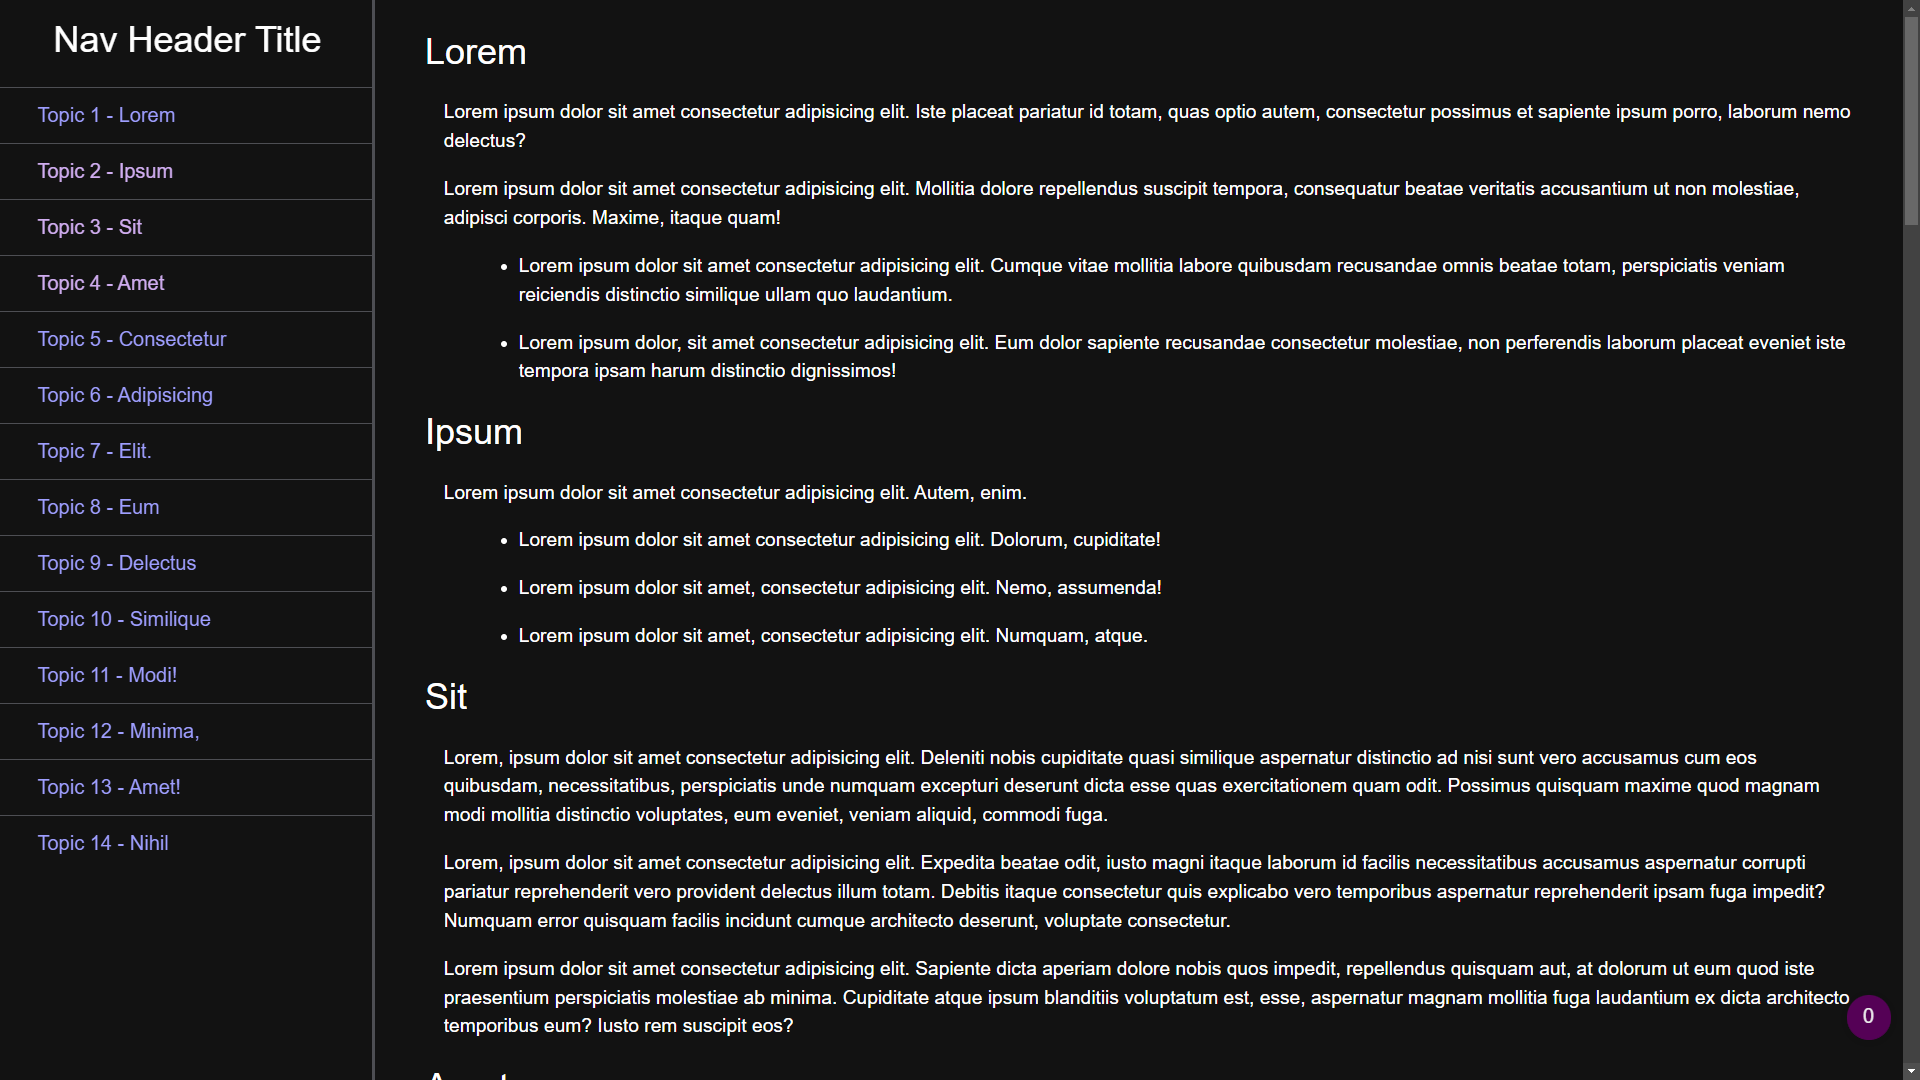 Nav Header Title
Topic 1 - Lorem
Topic 2 - Ipsum
Topic 3 - Sit
Topic 4 - Amet
Topic 5 - Consectetur
Topic 6 - Adipisicing
Topic 7 - Elit.
Topic 8 - Eum
Topic 9 - Delectus
Topic 10 - Similique
Topic 11 - Modi!
Topic 12 - Minima,
Topic 13 - Amet!
Topic 14 - Nihil
Lorem
Lorem ipsum dolor sit amet consectetur adipisicing elit. Iste placeat pariatur id totam, quas optio autem, consectetur possimus et sapiente ipsum porro, laborum nemo
delectus?
Lorem ipsum dolor sit amet consectetur adipisicing elit. Mollitia dolore repellendus suscipit tempora, consequatur beatae veritatis accusantium ut non molestiae,
adipisci corporis. Maxime, itaque quam!
• Lorem ipsum dolor sit amet consectetur adipisicing elit. Cumque vitae mollitia labore quibusdam recusandae omnis beatae totam, perspiciatis veniam
reiciendis distinctio similique ullam quo laudantium.
• Lorem ipsum dolor, sit amet consectetur adipisicing elit. Eum dolor sapiente recusandae consectetur molestiae, non perferendis laborum placeat eveniet iste
tempora ipsam harum distinctio dignissimos!
Ipsum
Lorem ipsum dolor sit amet consectetur adipisicing elit. Autem, enim.
• Lorem ipsum dolor sit amet consectetur adipisicing elit. Dolorum, cupiditate!
• Lorem ipsum dolor sit amet, consectetur adipisicing elit. Nemo, assumenda!
• Lorem ipsum dolor sit amet, consectetur adipisicing elit. Numquam, atque.
Sit
Lorem, ipsum dolor sit amet consectetur adipisicing elit. Deleniti nobis cupiditate quasi similique aspernatur distinctio ad nisi sunt vero accusamus cum eos
quibusdam, necessitatibus, perspiciatis unde numquam excepturi deserunt dicta esse quas exercitationem quam odit. Possimus quisquam maxime quod magnam
modi mollitia distinctio voluptates, eum eveniet, veniam aliquid, commodi fuga.
Lorem, ipsum dolor sit amet consectetur adipisicing elit. Expedita beatae odit, iusto magni itaque laborum id facilis necessitatibus accusamus aspernatur corrupti
pariatur reprehenderit vero provident delectus illum totam. Debitis itaque consectetur quis explicabo vero temporibus aspernatur reprehenderit ipsam fuga impedit?
Numquam error quisquam facilis incidunt cumque architecto deserunt, voluptate consectetur.
Lorem ipsum dolor sit amet consectetur adipisicing elit. Sapiente dicta aperiam dolore nobis quos impedit, repellendus quisquam aut, at dolorum ut eum quod iste
praesentium perspiciatis molestiae ab minima. Cupiditate atque ipsum blanditiis voluptatum est, esse, aspernatur magnam mollitia fuga laudantium ex dicta architecto
temporibus eum? Iusto rem suscipit eos?
0